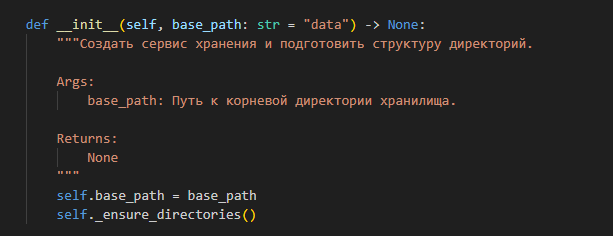 def __init__(self, base_path: str = "data") -> None:
    """Создать сервис хранения и подготовить структуру директорий.

    Args:
        base_path: Путь к корневой директории хранилища.

    Returns:
        None
    """
    self.base_path = base_path
    self._ensure_directories()